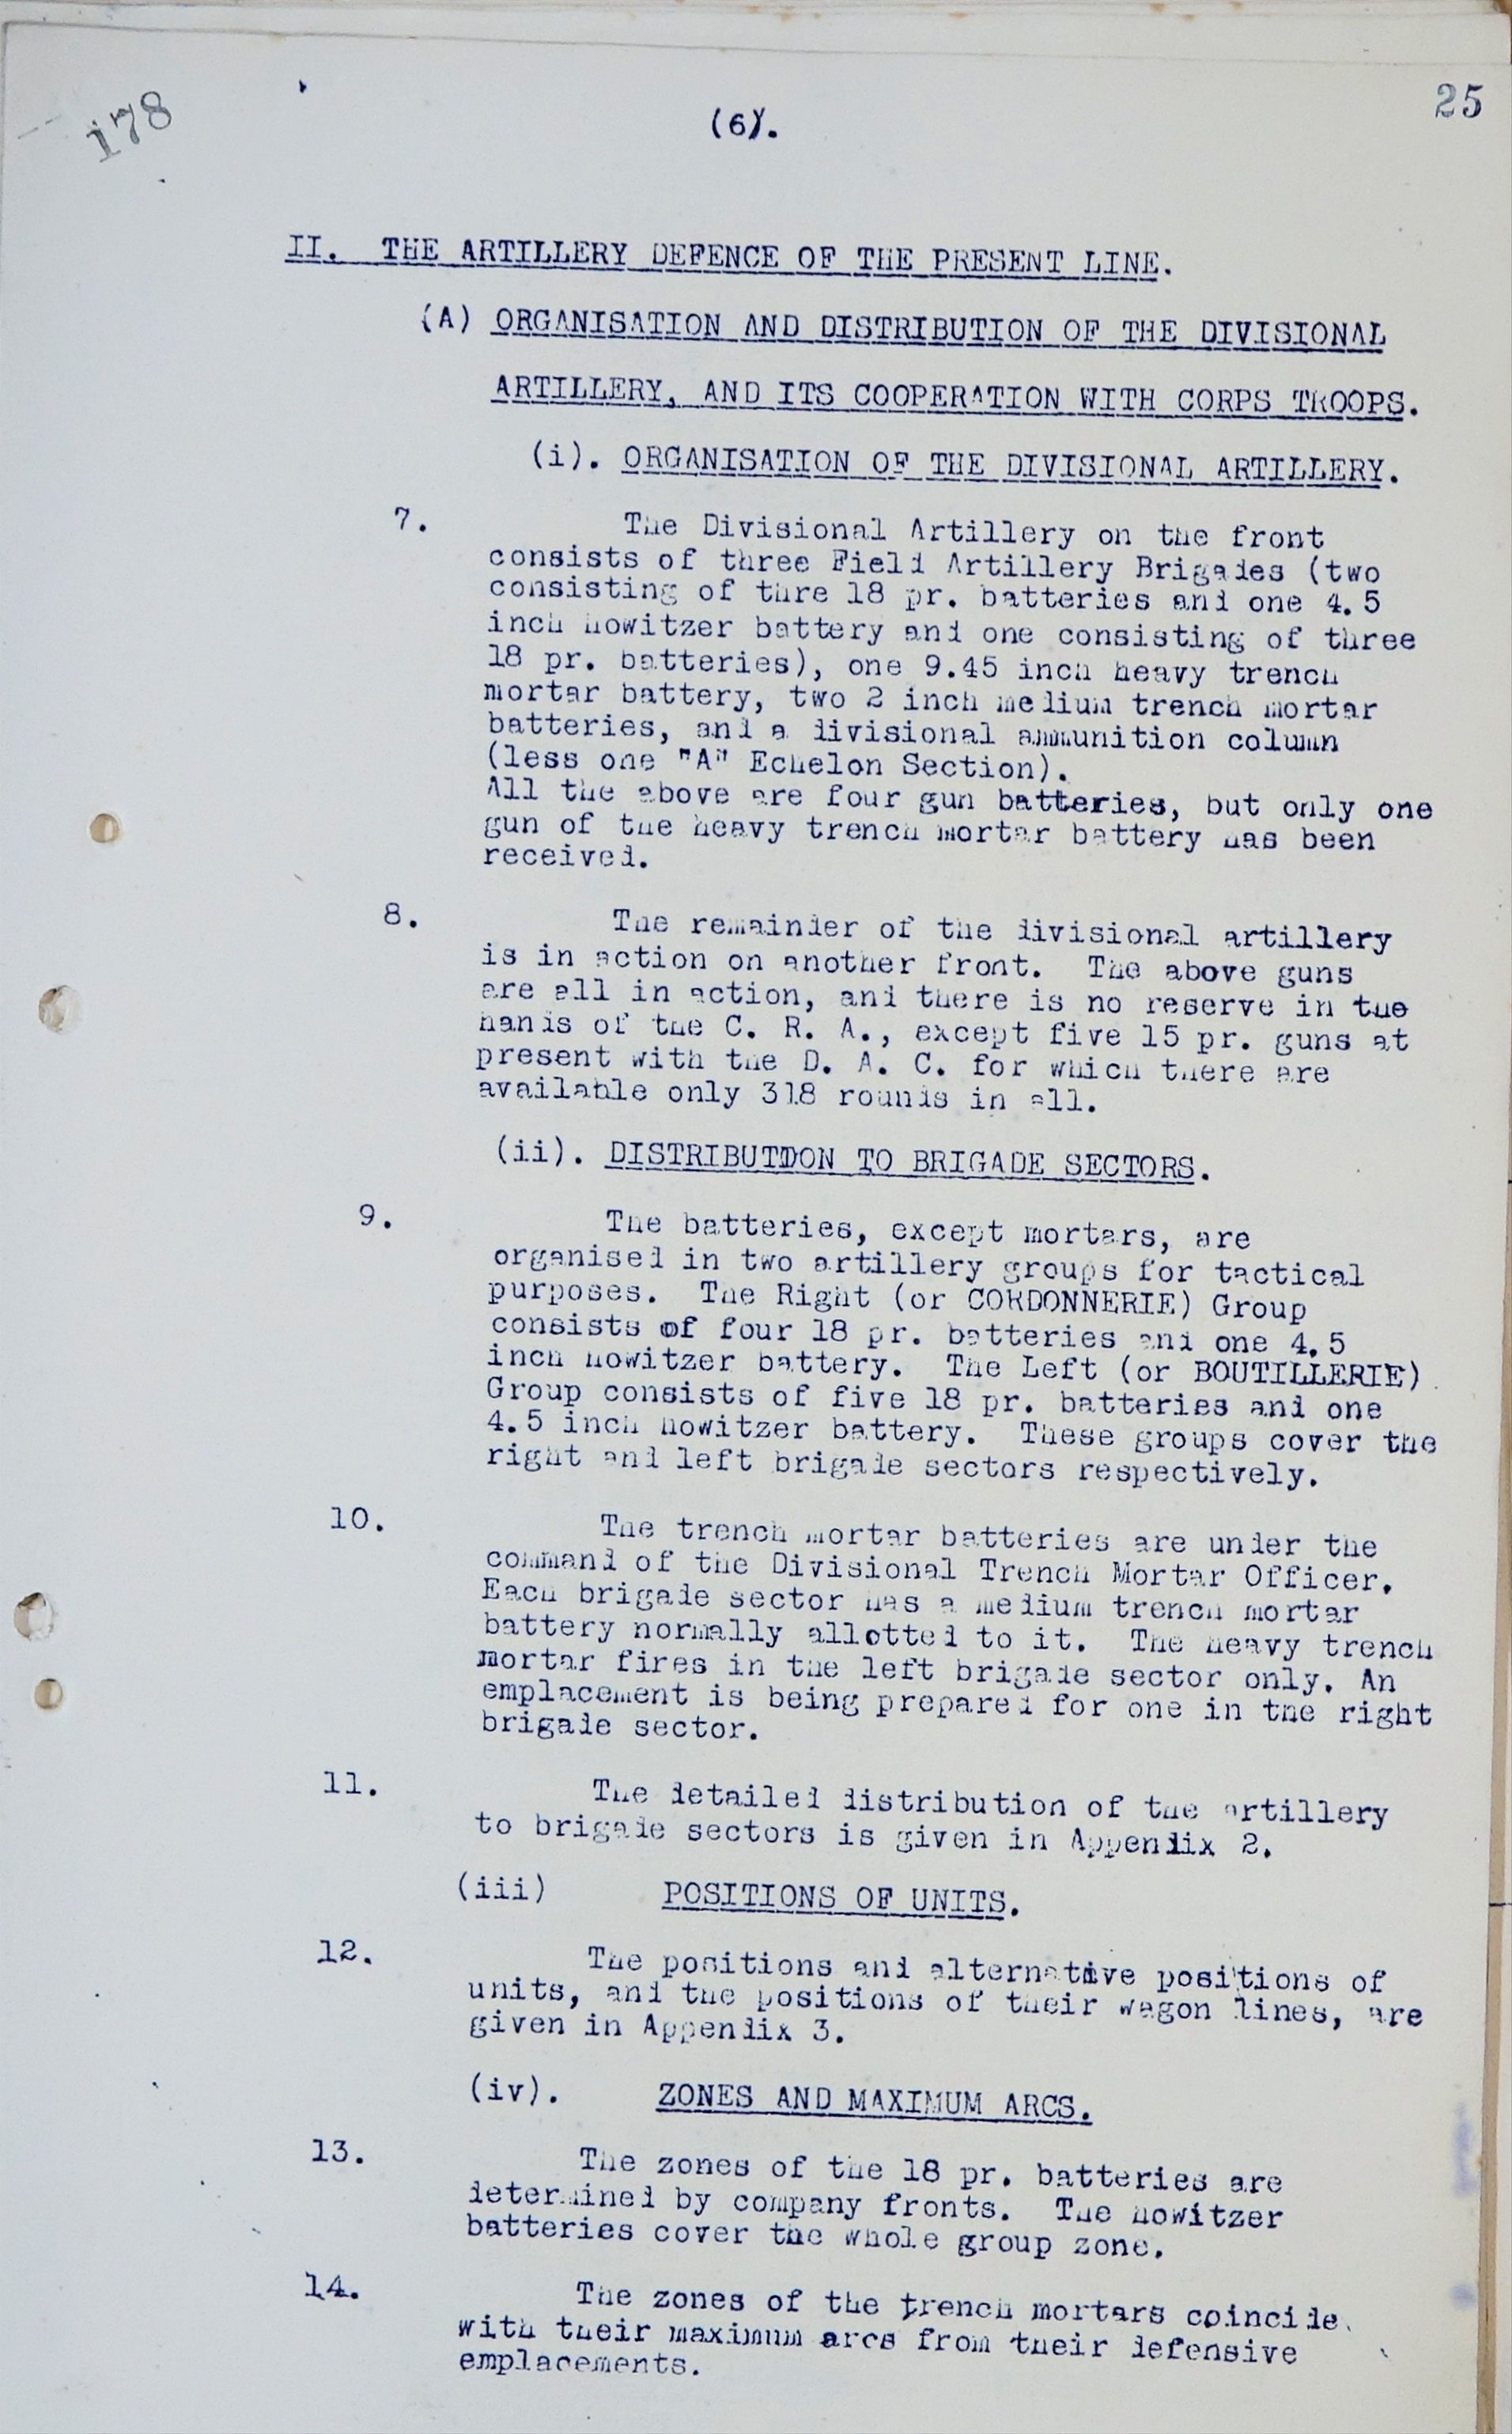 178
25
(6).
II. THE ARTILLERY DEFENCE OF THE PRESENT LINE.
(A) ORGANISATION AND DISTRIBUTION OF THE DIVISIONAL
ARTILLERY, AND ITS COOPERATION WITH CORPS TROOPS.
(i). ORGANISATION OF THE DIVISIONAL ARTILLERY.
7. The Divisional Artillery on the front
consists of three Field Artillery Brigades (two
consisting of thre 18 pr. batteries and one 4.5
inch howitzer battery and one consisting of three
18 pr. batteries), one 9.45 inch heavy trench
mortar battery, two 2 inch medium trench mortar
batteries, and a divisional ammunition column
(less one "A" Echelon Section).
All the above are four gun batteries, but only one
gun of the heavy trench mortar battery has been
received.
8. The remainder of the divisional artillery
is in action on another front. The above guns
are all in action, and there is no reserve in the
hands of the C. R. A., except five 15 pr. guns at
present with the D. A. C. for which there are
available only 318 rounds in all.
(ii). DISTRIBUTION TO BRIGADE SECTORS.
9. The batteries, except mortars, are
organised in two artillery groups for tactical
purposes. The Right (or CORDONNERIE) Group
consists of four 18 pr. batteries and one 4.5
inch howitzer battery. The Left (or BOUTILLERIE)
Group consists of five 18 pr. batteries and one
4.5 inch howitzer battery. These groups cover the
right and left brigade sectors respectively.
10. The trench mortar batteries are under the
command of the Divisional Trench Mortar Officer.
Each brigade sector has a medium trench mortar
battery normally allotted to it. The heavy trench
mortar fires in the left brigade sector only. An
emplacement is being prepared for one in the right
brigade sector.
11. The detailed distribution of the artillery
to brigade sectors is given in Appendix 2.
(iii) POSITIONS OF UNITS.
12. The positions and alternative positions of
units, and the positions of their wagon lines, are
given in Appendix 3.
(iv). ZONES AND MAXIMUM ARCS.
13. The zones of the 18 pr. batteries are
determined by company fronts. The howitzer
batteries cover the whole group zone.
14. The zones of the trench mortars coincide
with their maximum arcs from their defensive
emplacements.